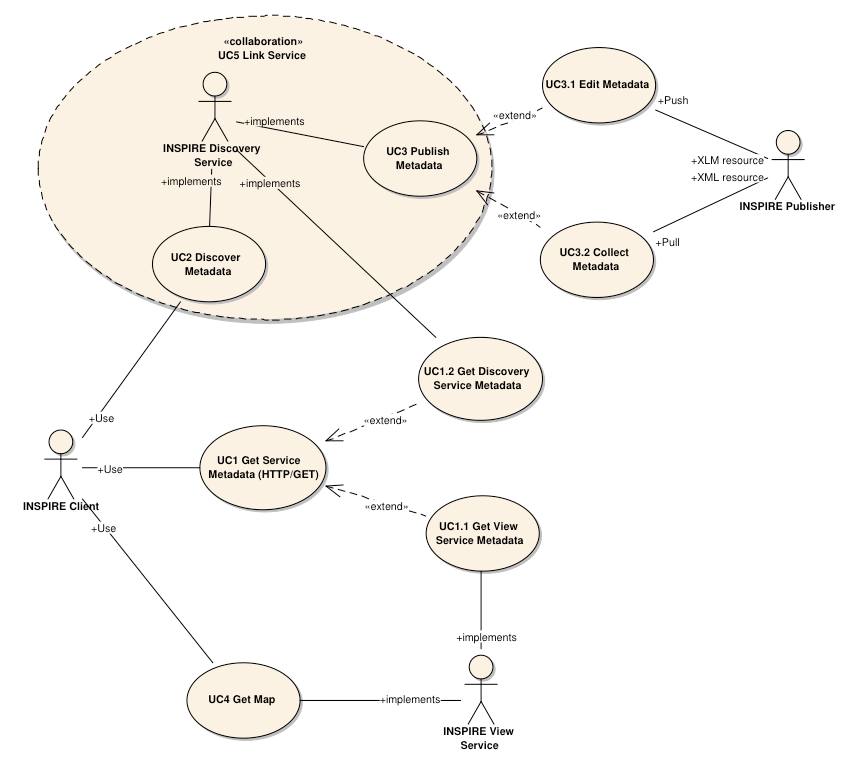 «collaboration»
UC5 Link Service
UC3.1 Edit Metadata
+Push
«extend»
+implements
INSPIRE Discovery
Service
UC3 Publish
Metadata
+XLM resource
+XML resource
INSPIRE Publisher
+implements
+implements
«extend»
+Pull
UC3.2 Collect
Metadata
UC2 Discover
Metadata
UC1.2 Get Discovery
Service Metadata
+Use
«extend»
UC1 Get Service
Metadata (HTTP/GET)
+Use
INSPIRE Client
+Use
«extend»
UC1.1 Get View
Service Metadata
+implements
UC4 Get Map
+implements
INSPIRE View
Service